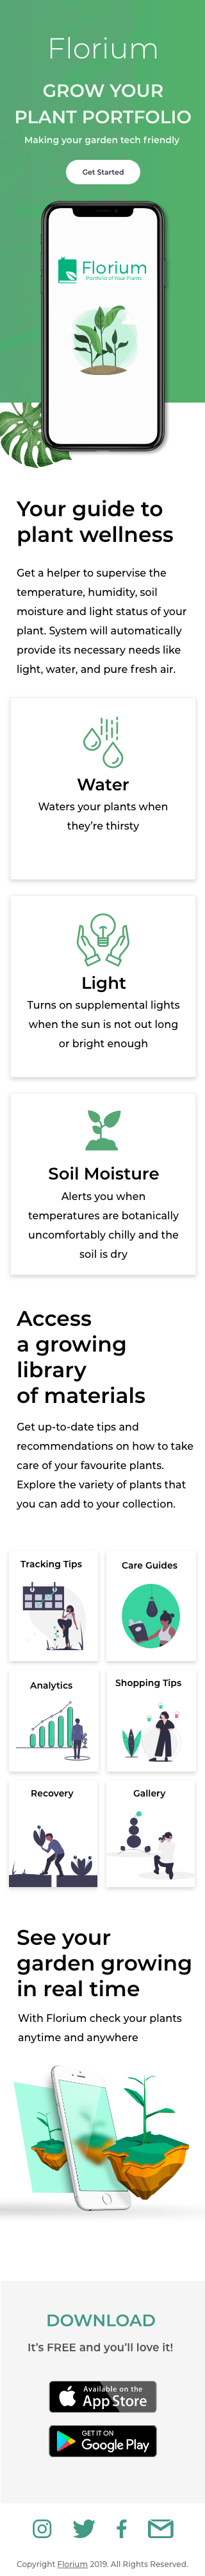 Florium
GROW YOUR
PLANT PORTFOLIO
Making your garden tech friendly
Get Started
Florium
Portfolio of Your Plants
Your guide to
plant wellness
Get a helper to supervise the
temperature, humidity, soil
moisture and light status of your
plant. System will automatically
provide its necessary needs like
light, water, and pure fresh air.
Water
Waters your plants when
they're thirsty
Light
Turns on supplemental lights
when the sun is not out long
or bright enough
Soil Moisture
Alerts you when
temperatures are botanically
uncomfortably chilly and the
soil is dry
Access
a growing
library
of materials
Get up-to-date tips and
recommendations on how to take
care of your favourite plants.
Explore the variety of plants that
you can add to your collection.
Tracking Tips
Care Guides
Analytics
Shopping Tips
Recovery
Gallery
See your
garden growing
in real time
With Florium check your plants
anytime and anywhere
DOWNLOAD
It's FREE and you'll love it!
Available on the
App Store
GET IT ON
Google Play
Copyright Florium 2019. All Rights Reserved.